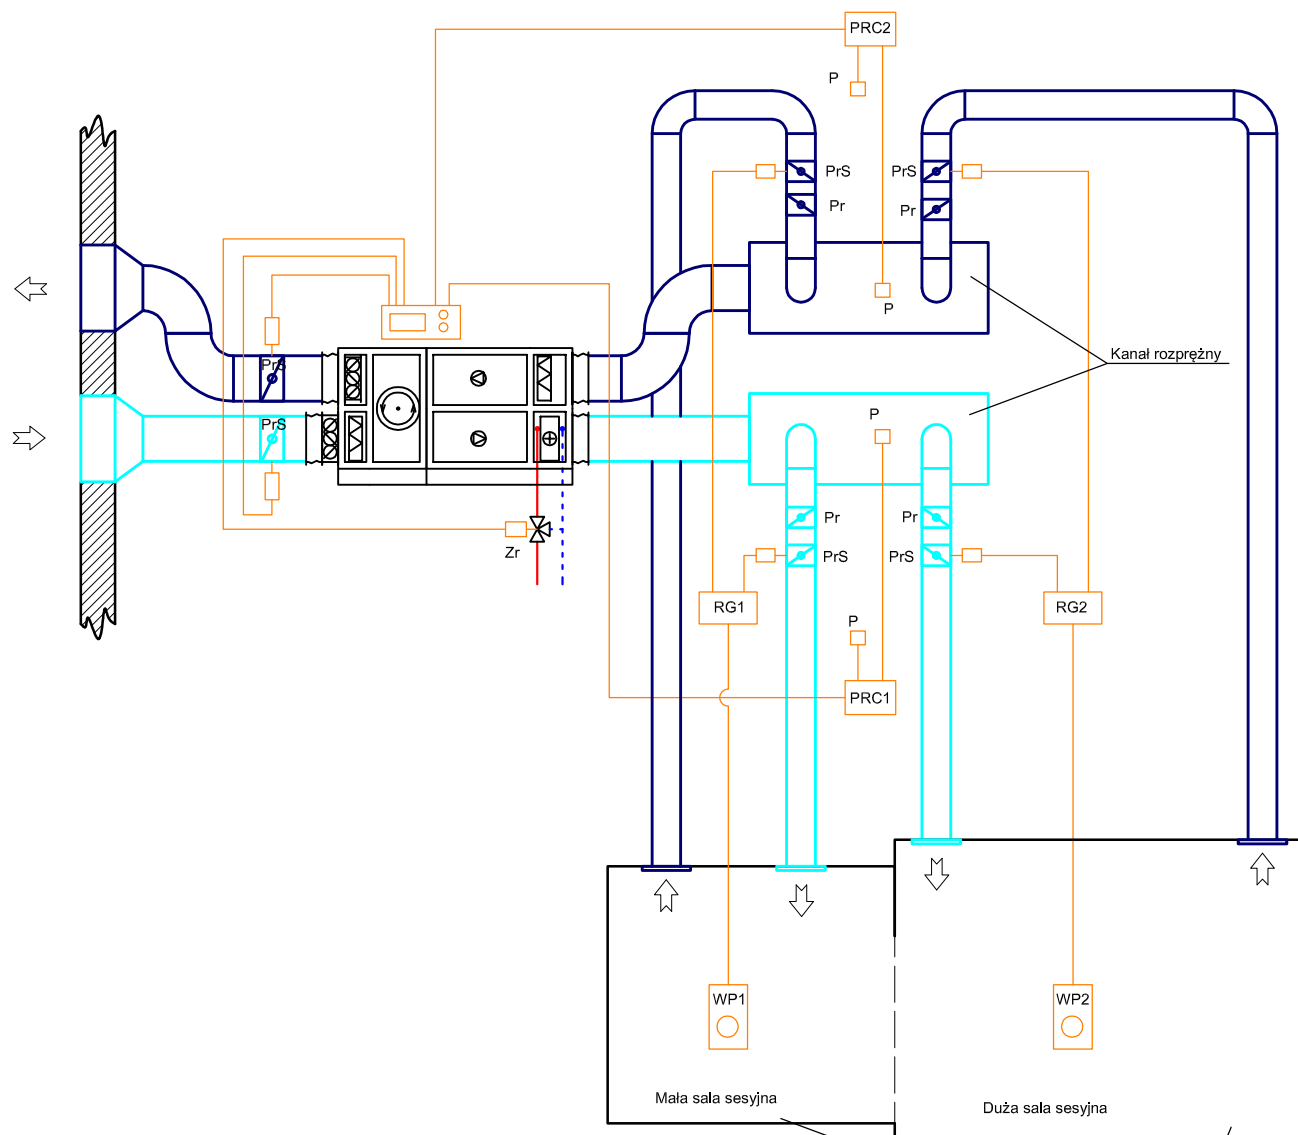 PRC2
P
PrS
PrS
Pr
Pr
P
Kanał rozprężny
PrS
P
PrS
Pr
Pr
Zr
PrS
PrS
RG1
RG2
P
PRC1
WP1
WP2
Mała sala sesyjna
Duża sala sesyjna